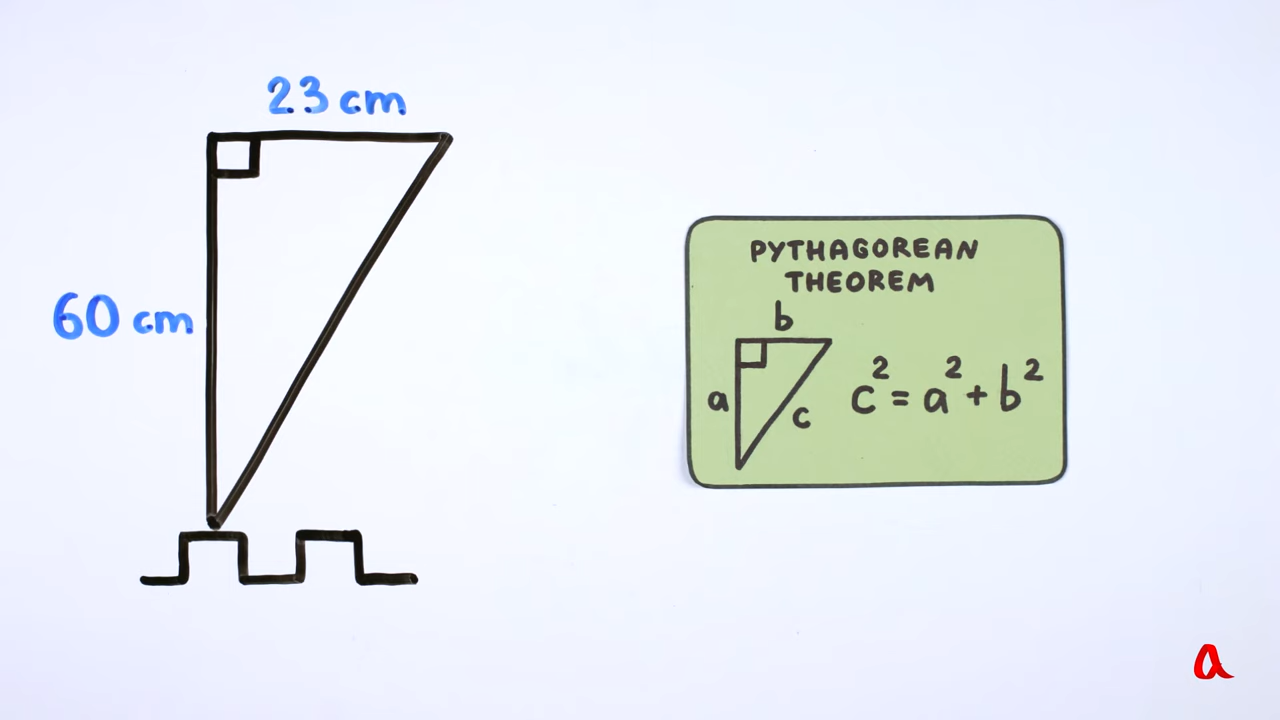 23 cm
60 cm
PYTHAGOREAN
THEOREM
b
a
c
c² = a² + b²
a